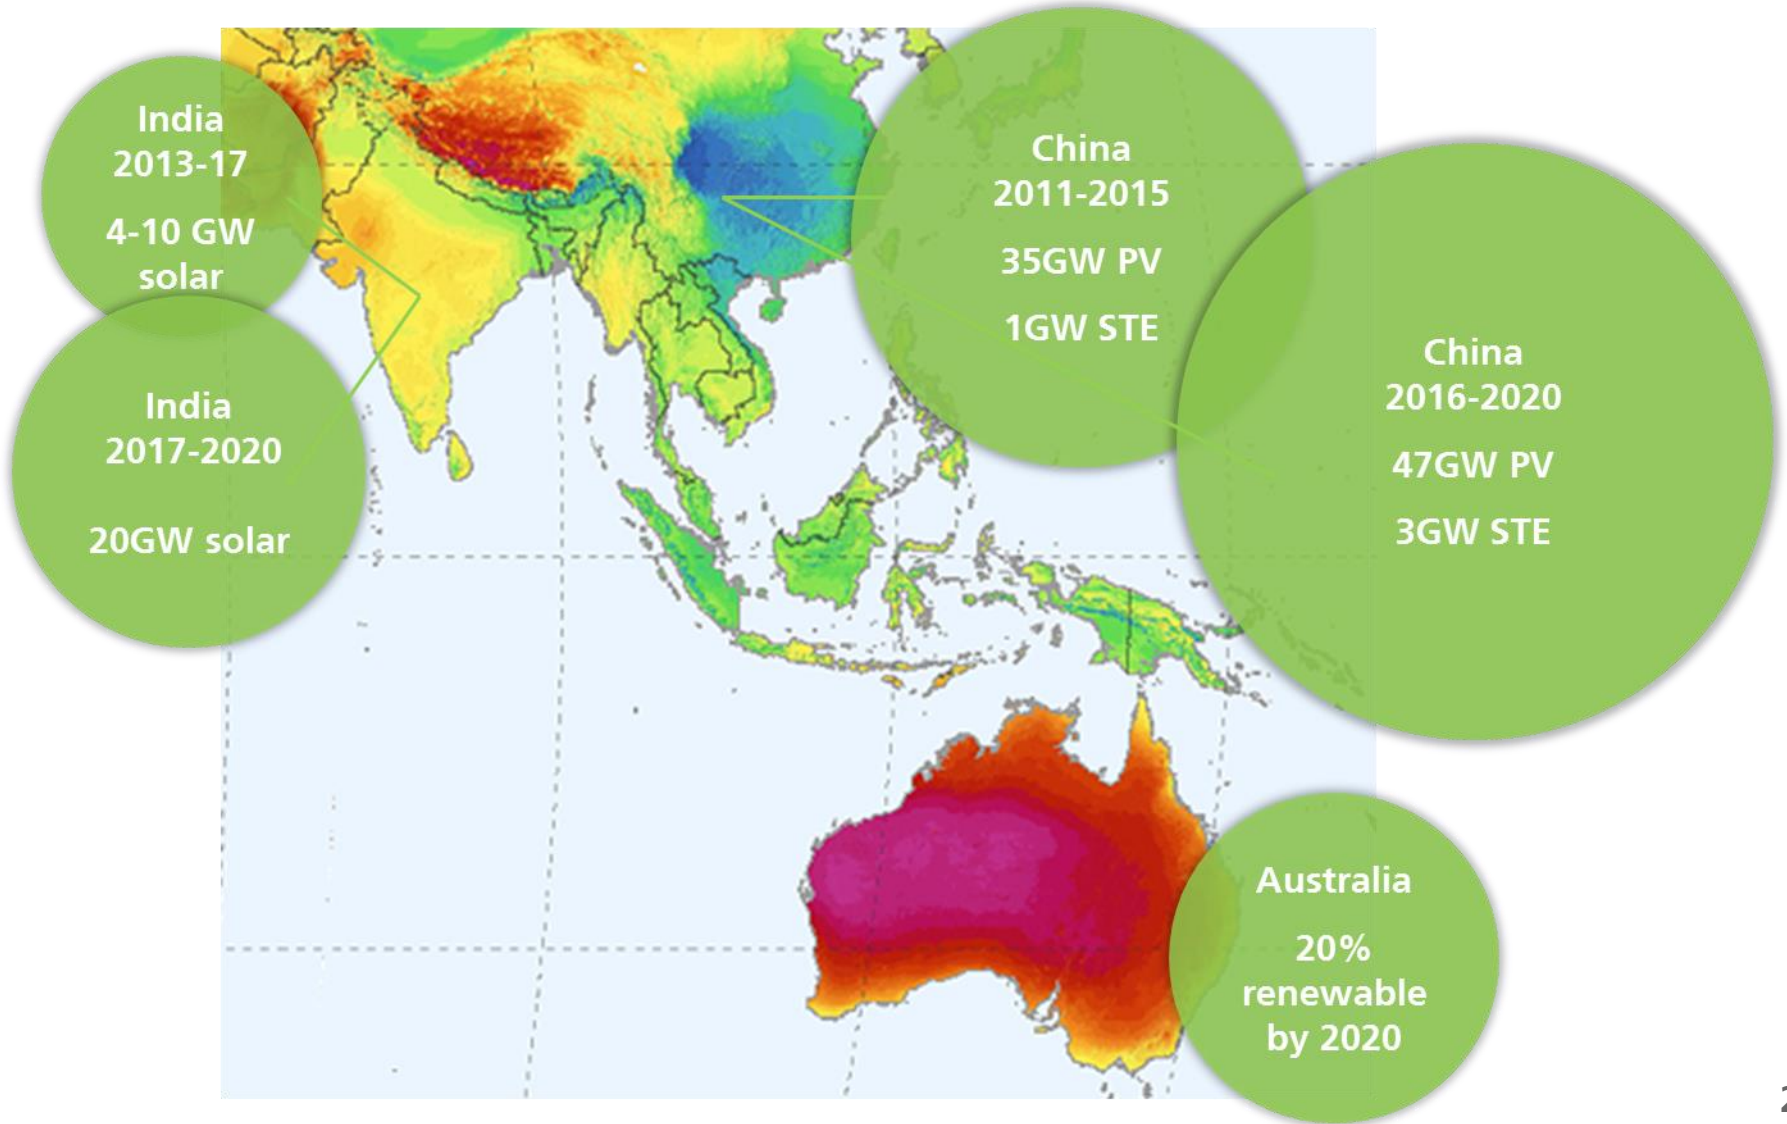 India
2013-17
4-10 GW
solar
India
2017-2020
20GW solar
China
2011-2015
35GW PV
1GW STE
China
2016-2020
47GW PV
3GW STE
Australia
20%
renewable
by 2020